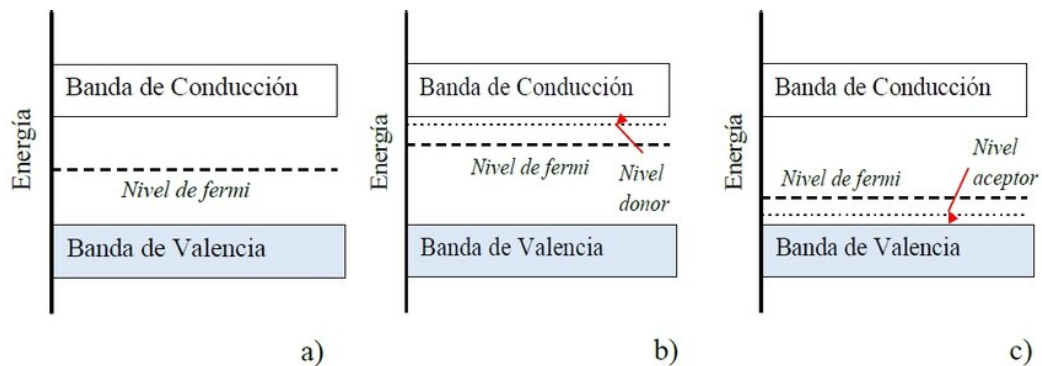 Energía
Banda de Conducción
Nivel de fermi
Banda de Valencia
a)
Energía
Banda de Conducción
Nivel de fermi
Nivel
donor
Banda de Valencia
b)
Energía
Banda de Conducción
Nivel
aceptor
Nivel de fermi
Banda de Valencia
c)